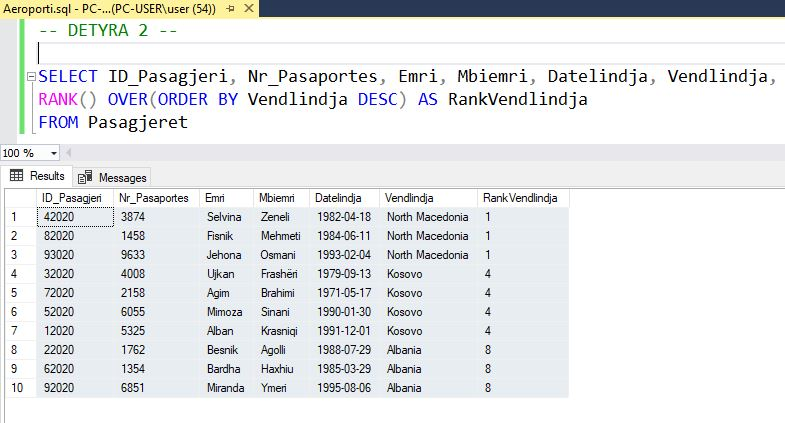 Aeroporti.sql - PC-...(PC-USER\user (54))
-- DETYRA 2 --
SELECT ID_Pasagjeri, Nr_Pasaportes, Emri, Mbiemri, Datelindja, Vendlindja,
RANK() OVER(ORDER BY Vendlindja DESC) AS RankVendlindja
FROM Pasagjeret
100 %
Results Messages
ID_Pasagjeri Nr_Pasaportes Emri Mbiemri Datelindja Vendlindja RankVendlindja
1 42020 3874 Selvina Zeneli 1982-04-18 North Macedonia 1
2 82020 1458 Fisnik Mehmeti 1984-06-11 North Macedonia 1
3 93020 9633 Jehona Osmani 1993-02-04 North Macedonia 1
4 32020 4008 Ujkan Frashëri 1979-09-13 Kosovo 4
5 72020 2158 Agim Brahimi 1971-05-17 Kosovo 4
6 52020 6055 Mimoza Sinani 1990-01-30 Kosovo 4
7 12020 5325 Alban Krasniqi 1991-12-01 Kosovo 4
8 22020 1762 Besnik Agolli 1988-07-29 Albania 8
9 62020 1354 Bardha Haxhiu 1985-03-29 Albania 8
10 92020 6851 Miranda Ymeri 1995-08-06 Albania 8